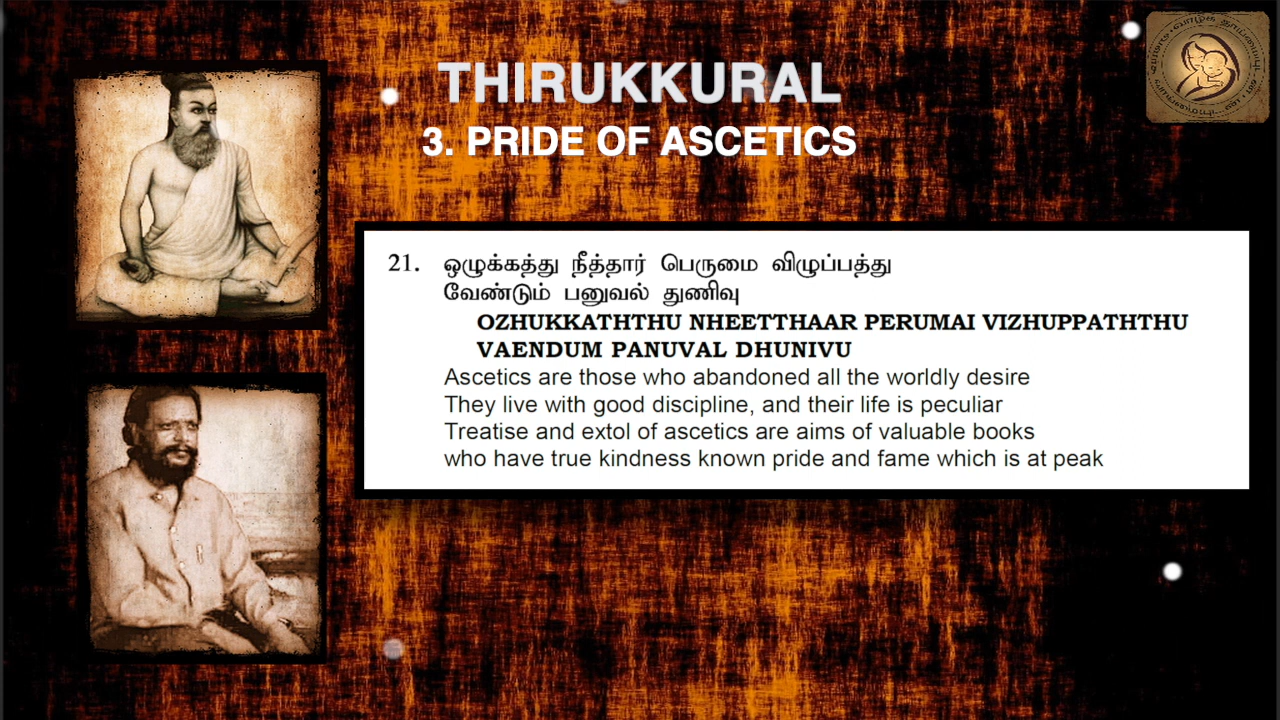 THIRUKKURAL
3. PRIDE OF ASCETICS
21. ஒழுக்கத்து நீத்தார் பெருமை விழுப்பத்து
வேண்டும் பனுவல் துணிவு
OZHUKKATHTHU NHEETTHAAR PERUMAI VIZHUPPATHTHU
VAENDUM PANUVAL DHUNIVU
Ascetics are those who abandoned all the worldly desire
They live with good discipline, and their life is peculiar
Treatise and extol of ascetics are aims of valuable books
who have true kindness known pride and fame which is at peak